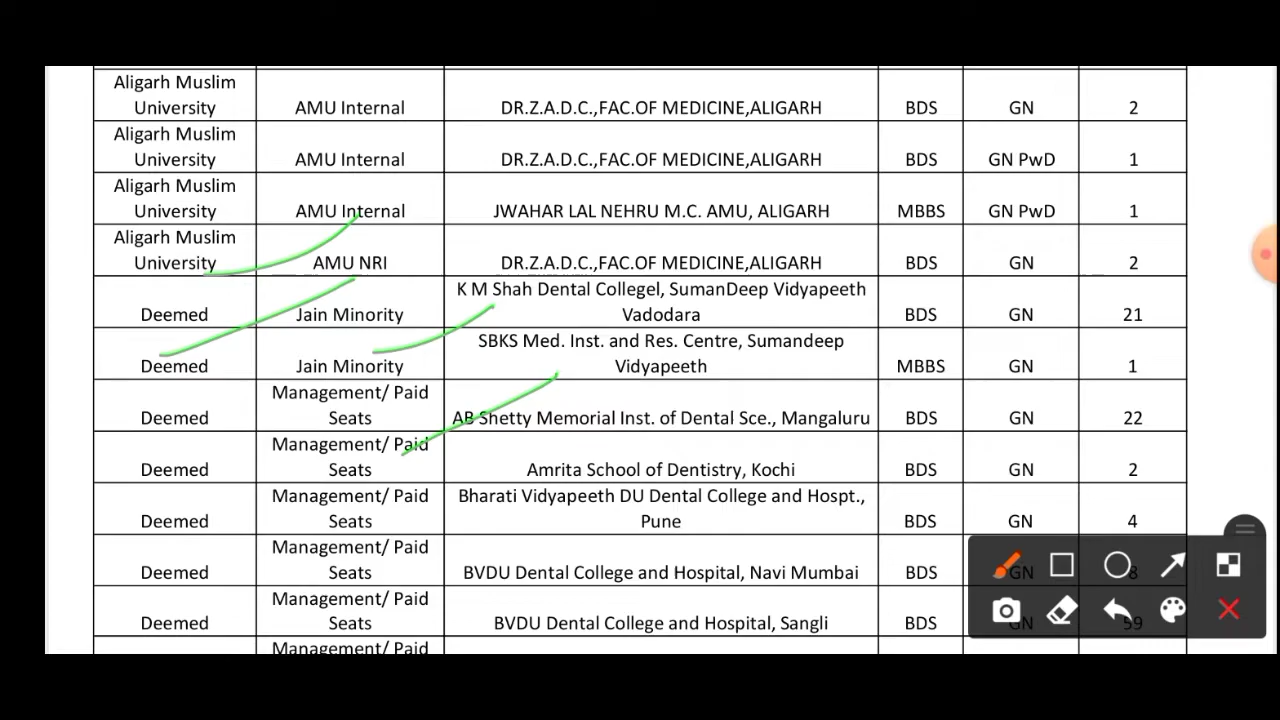 Aligarh Muslim
University AMU Internal DR.Z.A.D.C.,FAC.OF MEDICINE,ALIGARH BDS GN 2
Aligarh Muslim
University AMU Internal DR.Z.A.D.C.,FAC.OF MEDICINE,ALIGARH BDS GN PwD 1
Aligarh Muslim
University AMU Internal JWAHAR LAL NEHRU M.C. AMU, ALIGARH MBBS GN PwD 1
Aligarh Muslim
University AMU NRI DR.Z.A.D.C.,FAC.OF MEDICINE,ALIGARH BDS GN 2
K M Shah Dental Collegel, SumanDeep Vidyapeeth
Deemed Jain Minority Vadodara BDS GN 21
SBKS Med. Inst. and Res. Centre, Sumandeep
Deemed Jain Minority Vidyapeeth MBBS GN 1
Management/ Paid
Deemed Seats AB Shetty Memorial Inst. of Dental Sce., Mangaluru BDS GN 22
Management/ Paid
Deemed Seats Amrita School of Dentistry, Kochi BDS GN 2
Management/ Paid Bharati Vidyapeeth DU Dental College and Hospt.,
Deemed Seats Pune BDS GN 4
Management/ Paid
Deemed Seats BVDU Dental College and Hospital, Navi Mumbai BDS GN 8
Management/ Paid
Deemed Seats BVDU Dental College and Hospital, Sangli BDS GN 59
Management/ Paid